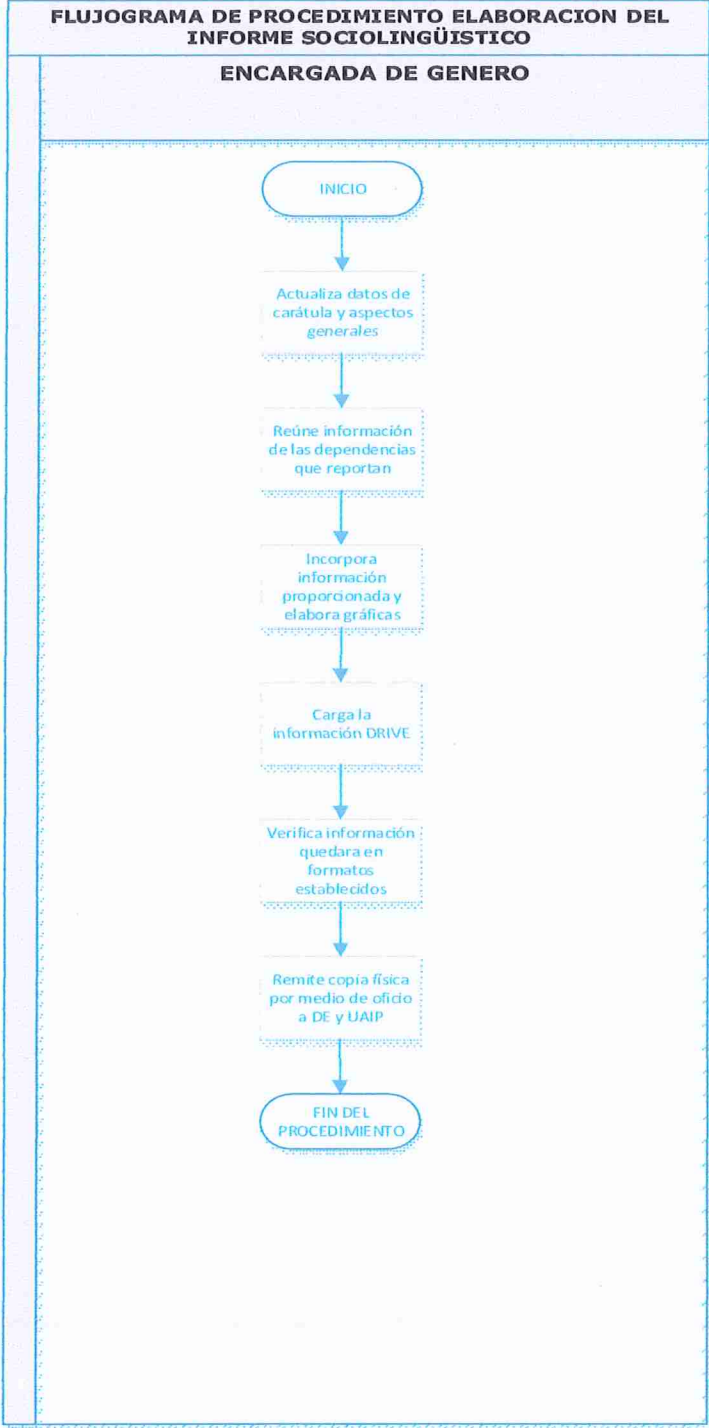 FLUJOGRAMA DE PROCEDIMIENTO ELABORACION DEL
INFORME SOCIOLINGÜISTICO
ENCARGADA DE GENERO
INICIO
Actualiza datos de
carátula y aspectos
generales
Reúne información
de las dependencias
que reportan
Incorpora
información
proporcionada y
elabora gráficas
Carga la
información DRIVE
Verifica información
quedara en
formatos
establecidos
Remite copia física
por medio de oficio
a DE y UAIP
FIN DEL
PROCEDIMIENTO